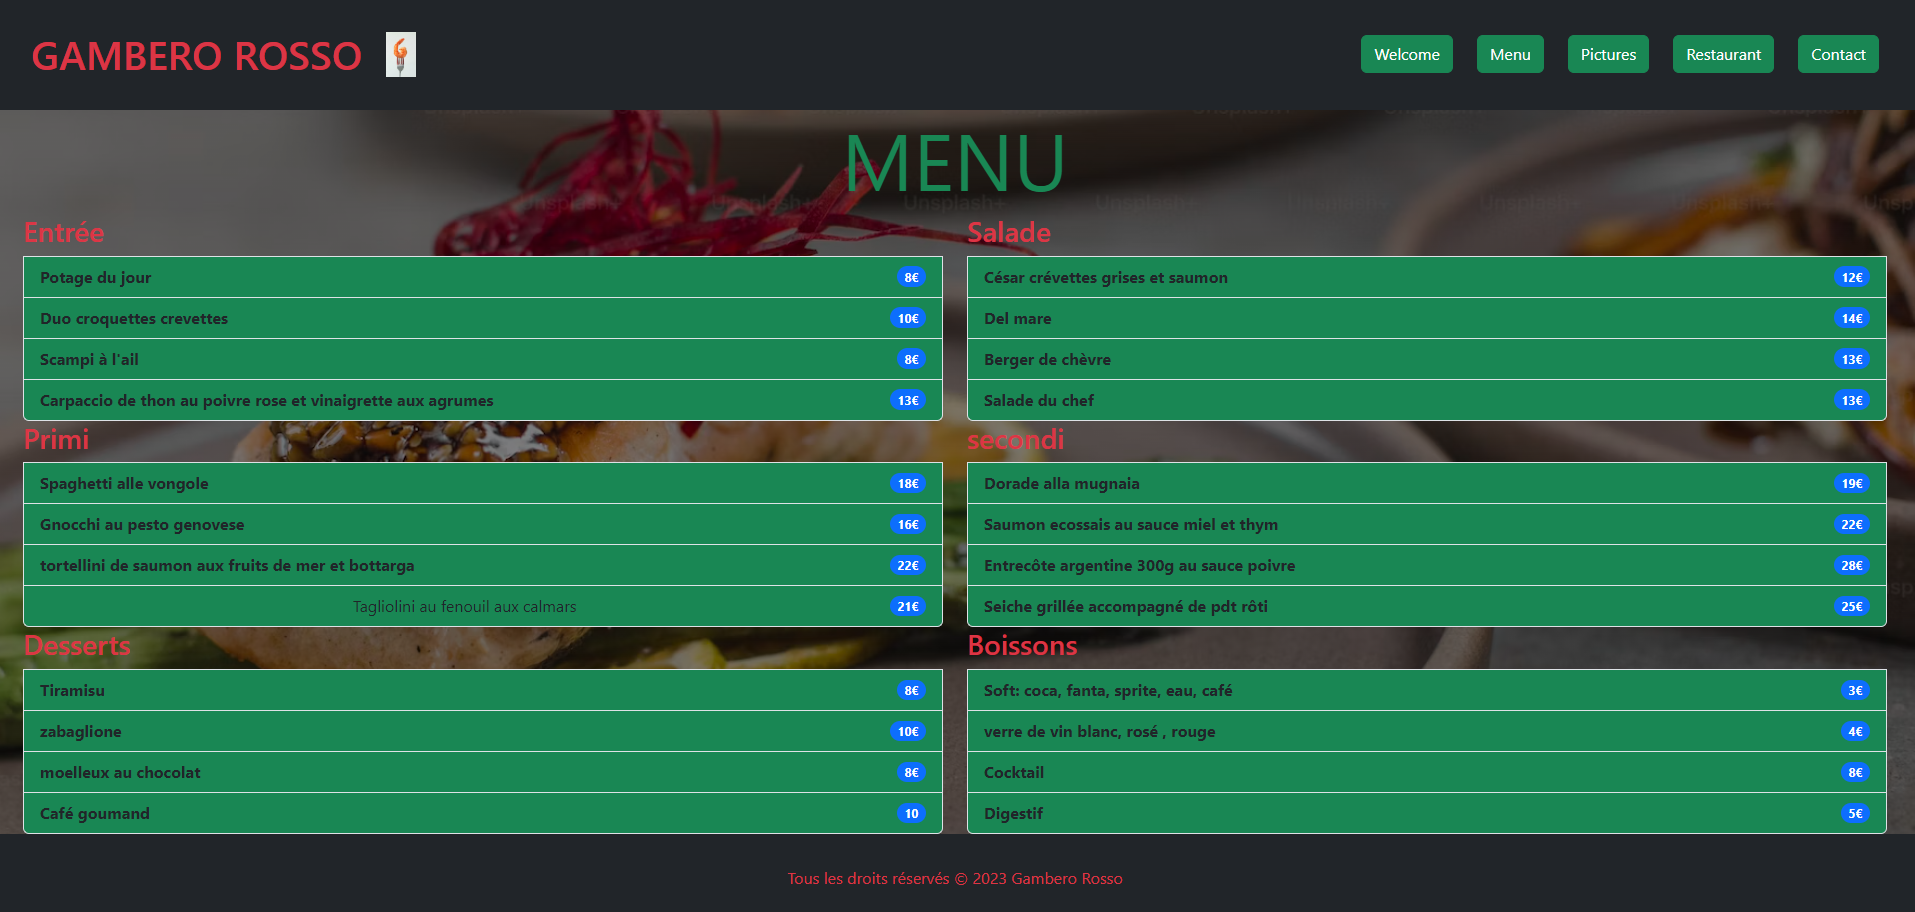 GAMBERO ROSSO
Welcome
Menu
Pictures
Restaurant
Contact
MENU
Unsplash+ Unsplash+ Unsplash+ Unsplash+ Unsplash+ Unsplash+ Unsplash+
Entrée
Potage du jour 8€
Duo croquettes crevettes 10€
Scampi à l'ail 8€
Carpaccio de thon au poivre rose et vinaigrette aux agrumes 13€
Salade
César crévettes grises et saumon 12€
Del mare 14€
Berger de chèvre 13€
Salade du chef 13€
Primi
Spaghetti alle vongole 18€
Gnocchi au pesto genovese 16€
tortellini de saumon aux fruits de mer et bottarga 22€
Tagliolini au fenouil aux calmars 21€
secondi
Dorade alla mugnaia 19€
Saumon ecossais au sauce miel et thym 22€
Entrecôte argentine 300g au sauce poivre 28€
Seiche grillée accompagné de pdt rôti 25€
Desserts
Tiramisu 8€
zabaglione 10€
moelleux au chocolat 8€
Café goumand 10
Boissons
Soft: coca, fanta, sprite, eau, café 3€
verre de vin blanc, rosé , rouge 4€
Cocktail 8€
Digestif 5€
Tous les droits réservés © 2023 Gambero Rosso